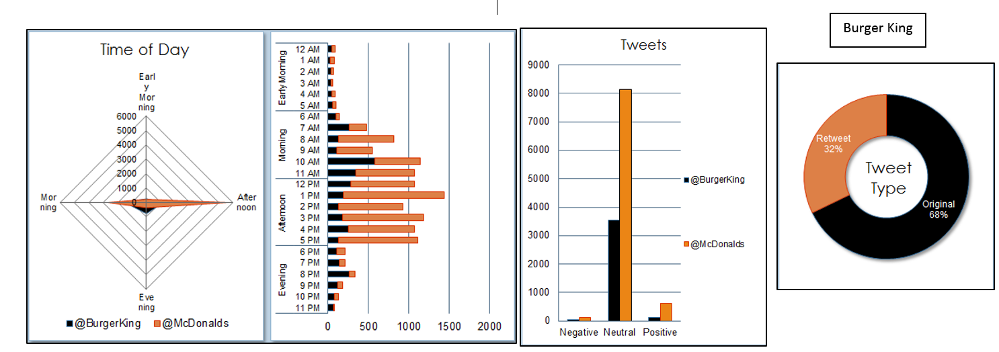 Burger King
Time of Day
Earl
y
Mor
ning
6000
5000
4000
3000
2000
1000
0
Mor
ning
After
noon
Eve
ning
@BurgerKing @McDonalds
Early Morning
12 AM
1 AM
2 AM
3 AM
4 AM
5 AM
Morning
6 AM
7 AM
8 AM
9 AM
10 AM
11 AM
Afternoon
12 PM
1 PM
2 PM
3 PM
4 PM
5 PM
Evening
6 PM
7 PM
8 PM
9 PM
10 PM
11 PM
0 500 1000 1500 2000
Tweets
9000
8000
7000
6000
5000
4000
3000
2000
1000
0
Negative Neutral Positive
@BurgerKing
@McDonalds
Retweet
32%
Tweet
Type
Original
68%